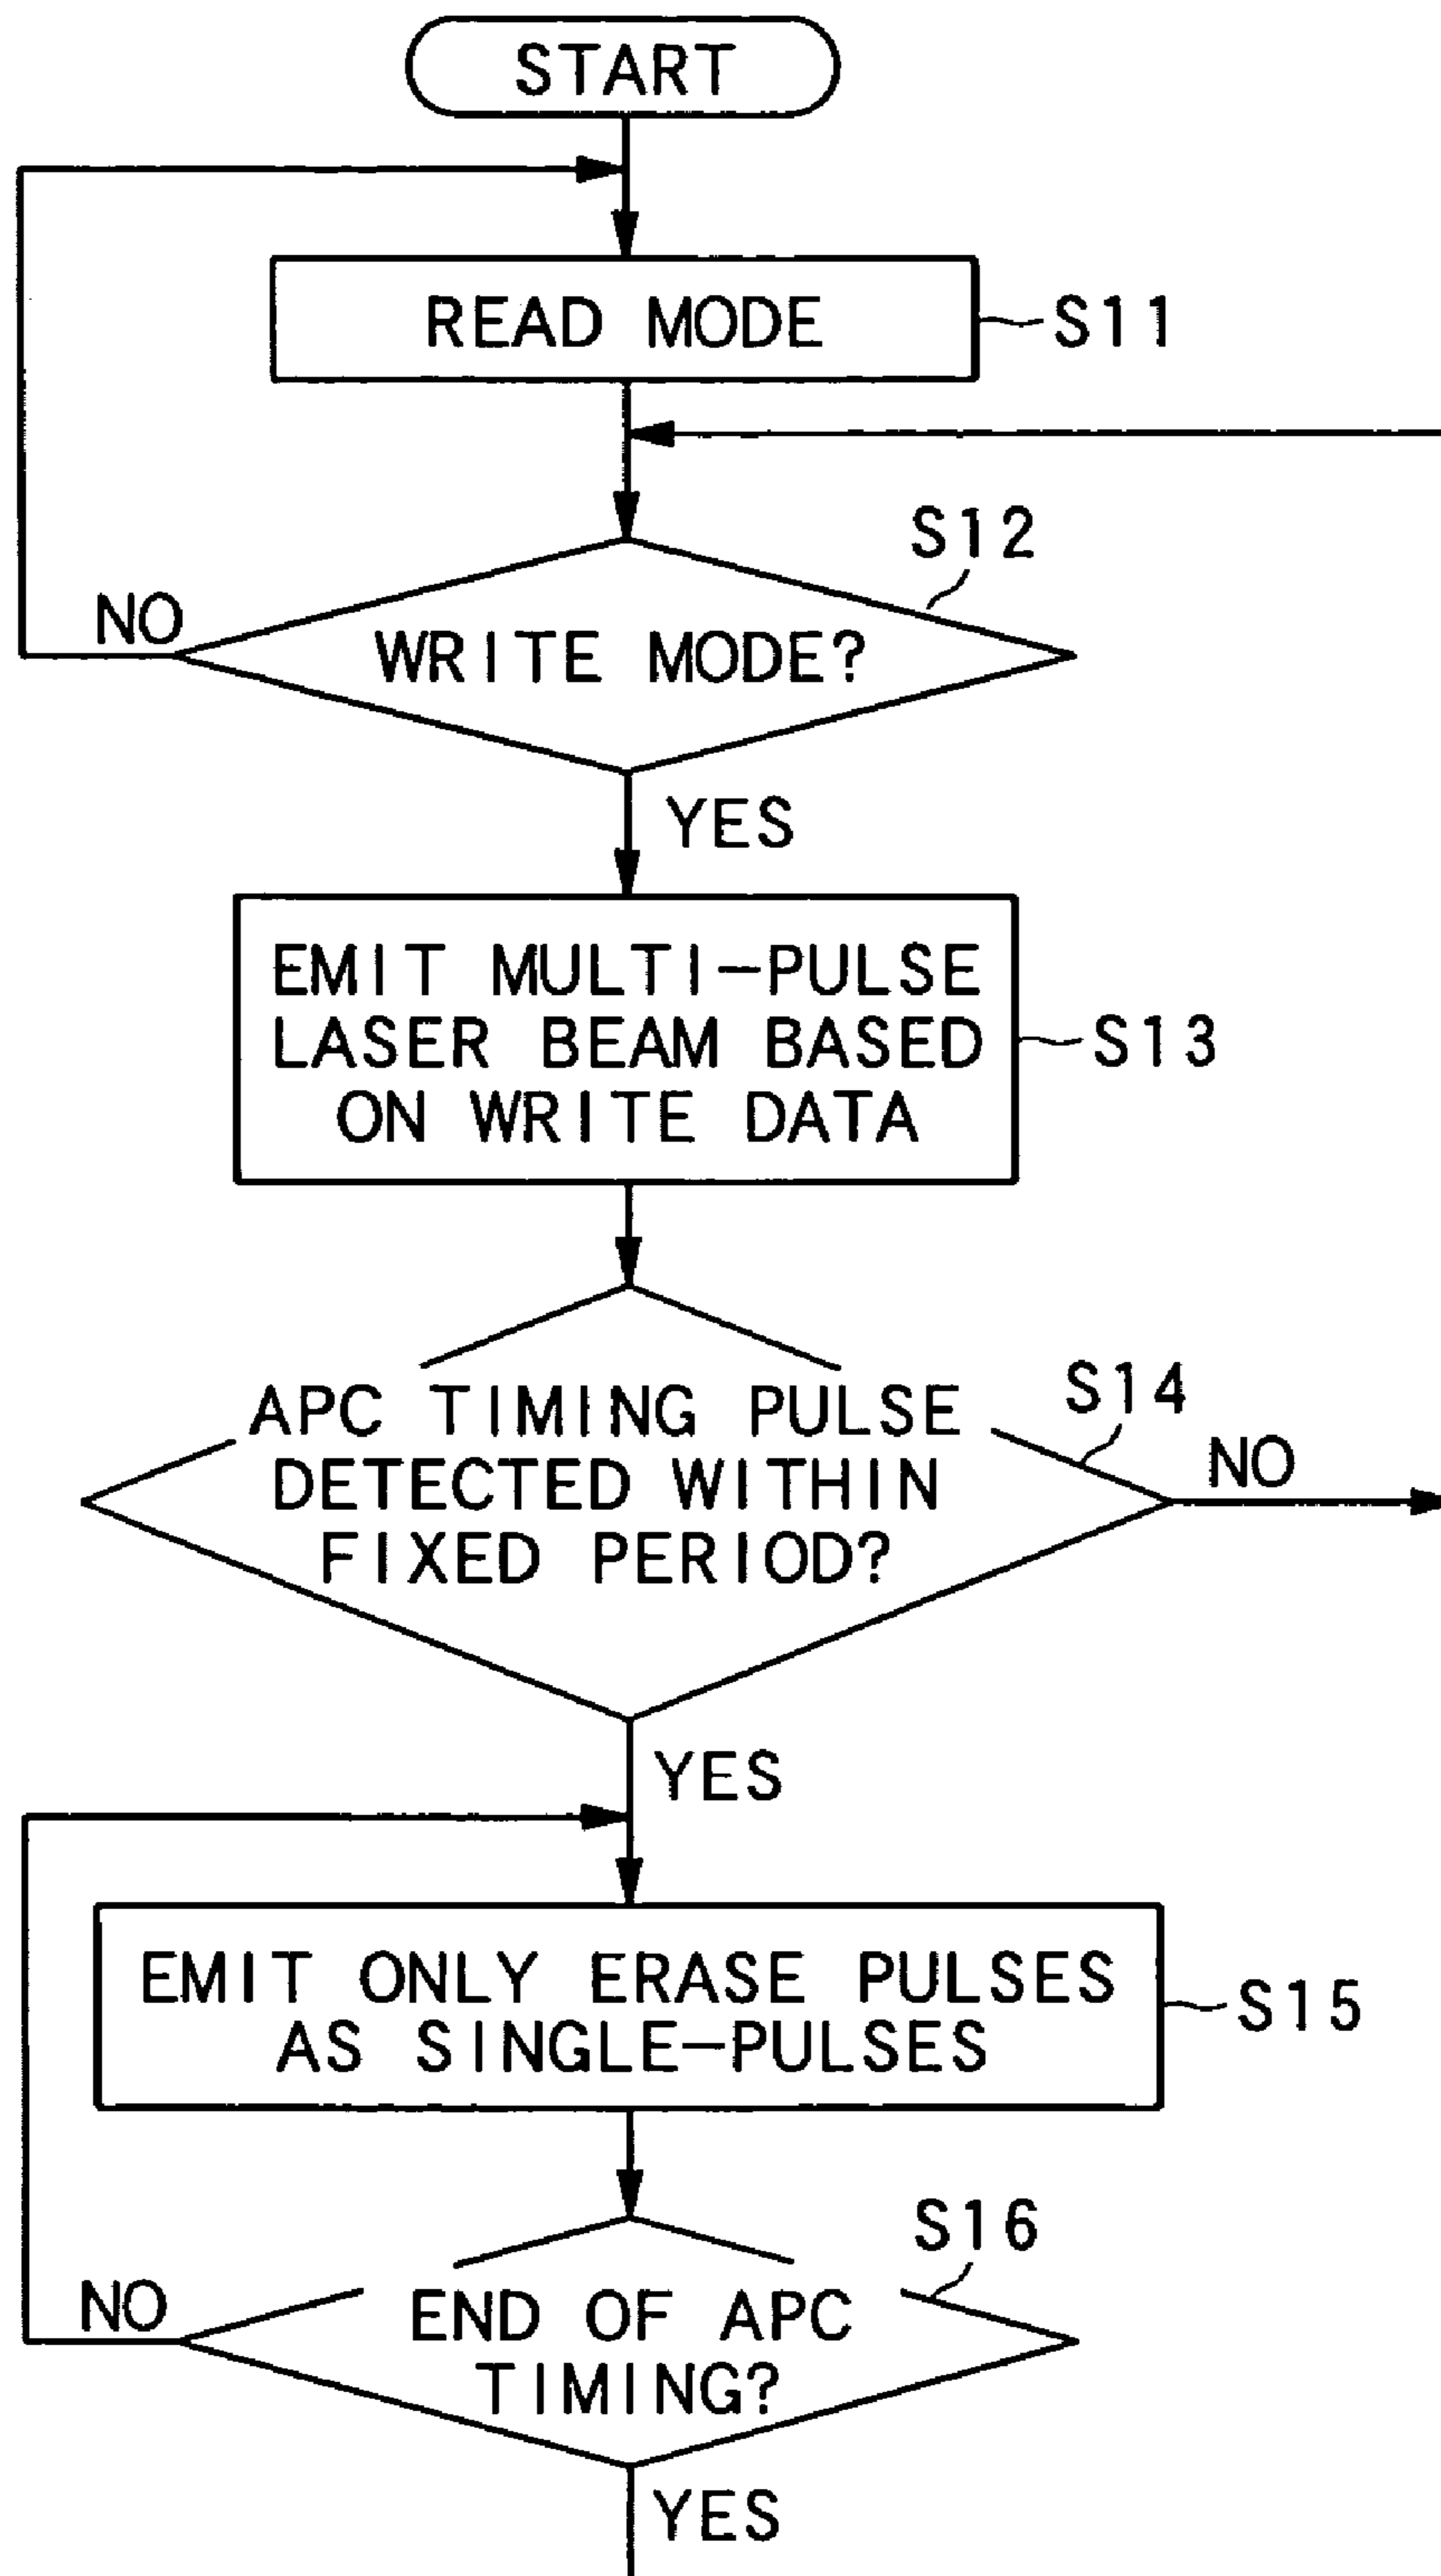 START
READ MODE
S11
S12
NO
WRITE MODE?
YES
EMIT MULTI-PULSE
LASER BEAM BASED
ON WRITE DATA
S13
APC TIMING PULSE
DETECTED WITHIN
FIXED PERIOD?
S14
NO
YES
EMIT ONLY ERASE PULSES
AS SINGLE-PULSES
S15
S16
NO
END OF APC
TIMING?
YES